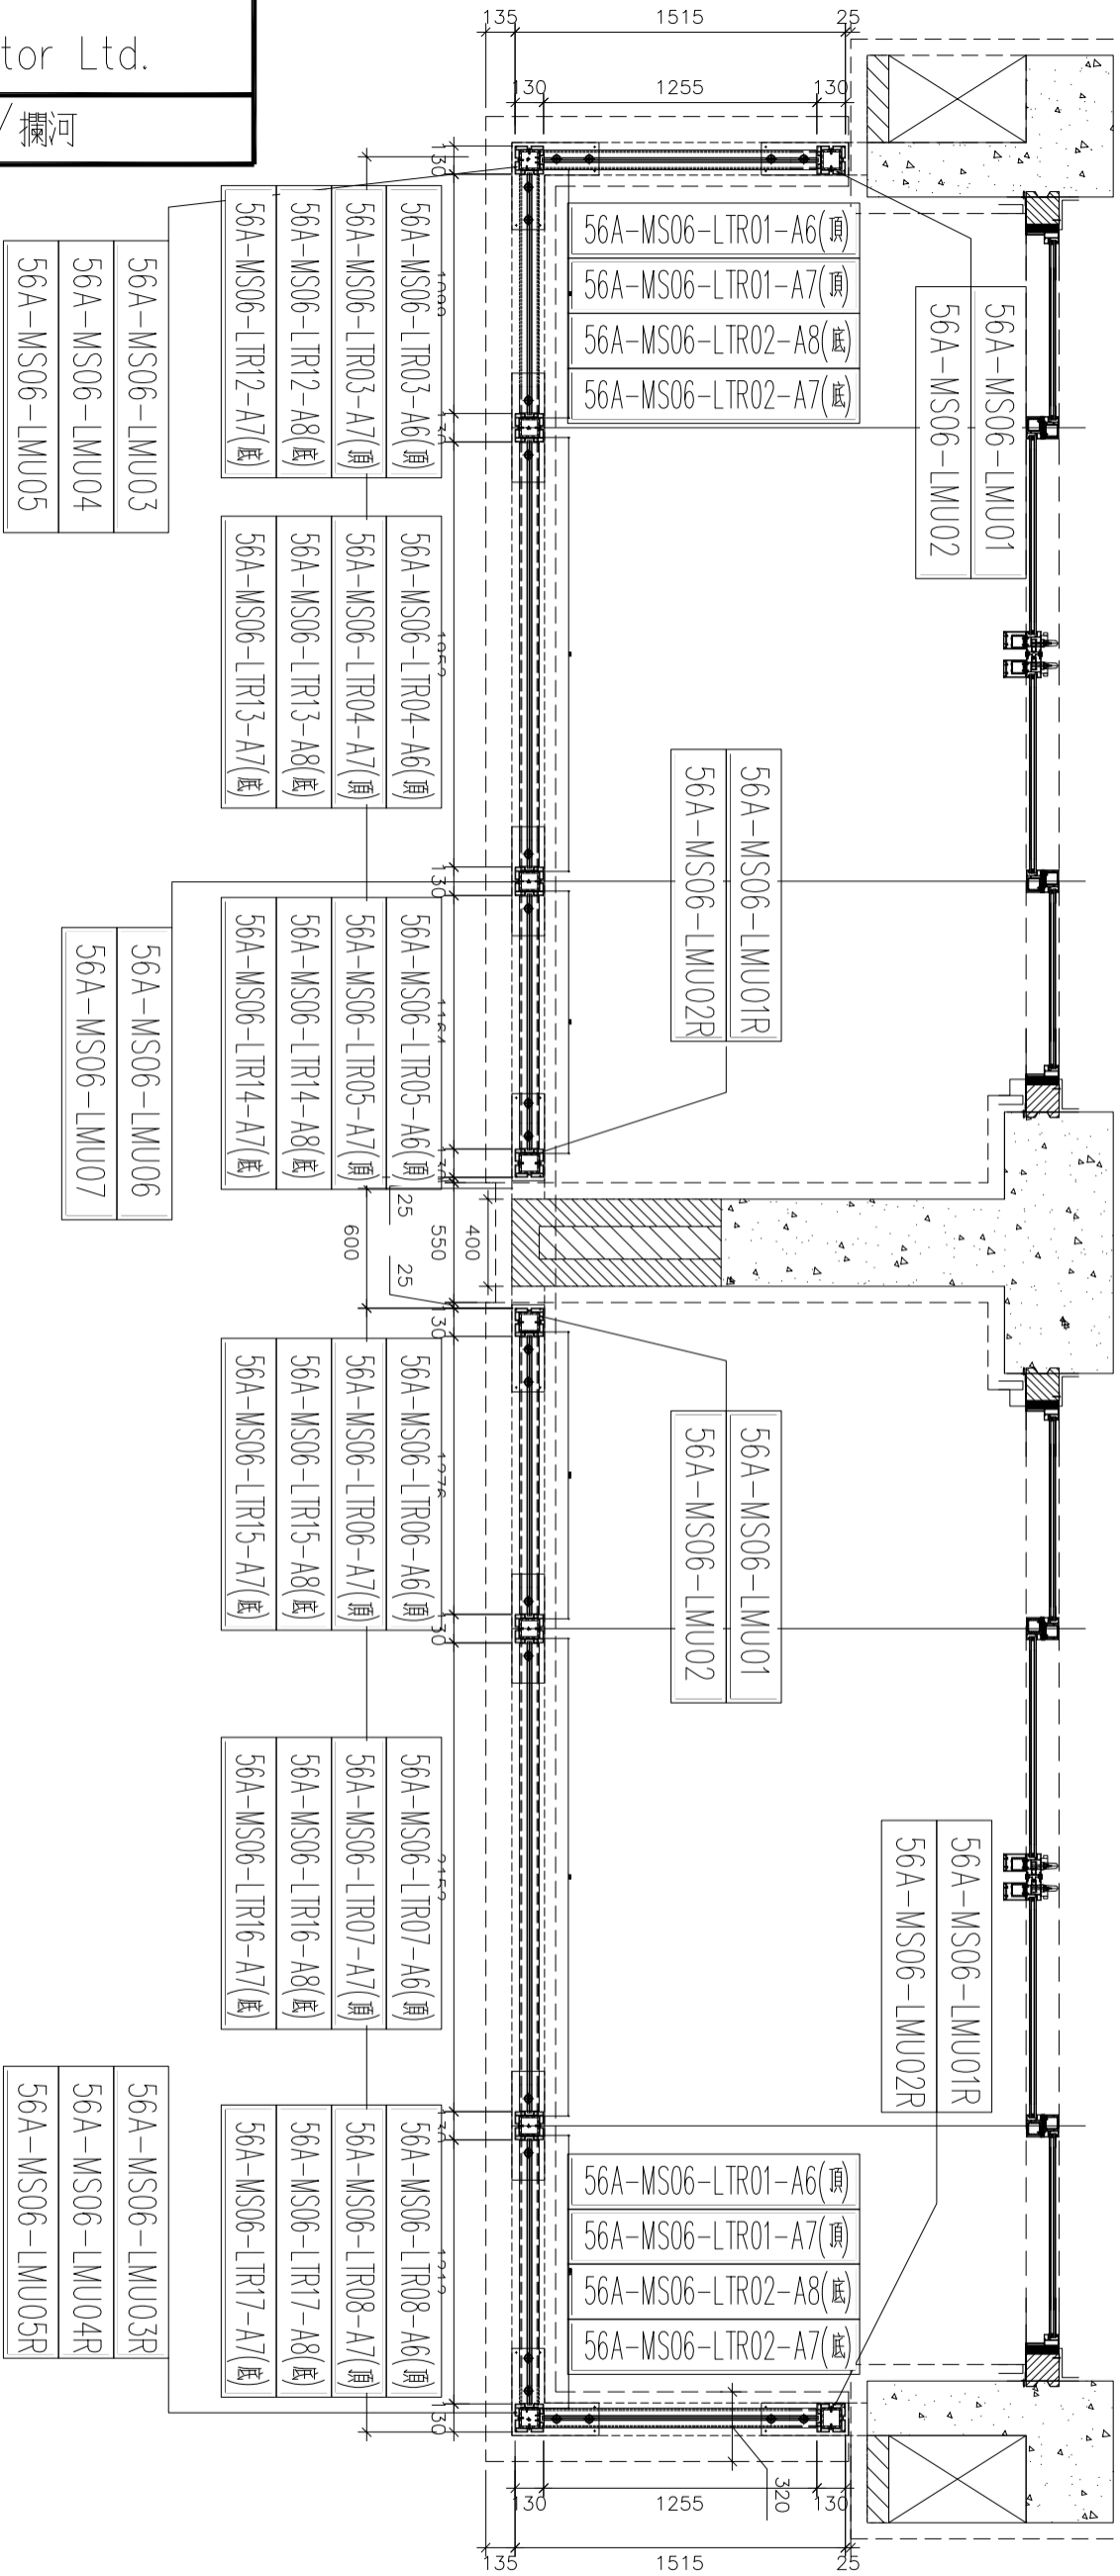 135
1515
25
tor Ltd.
130
1255
130
/攔河
130
56A-MS06-LTR01-A6(頂)
56A-MS06-LTR01-A7(頂)
56A-MS06-LTR02-A8(底)
56A-MS06-LTR02-A7(底)
56A-MS06-LMU01
56A-MS06-LMU02
56A-MS06-LTR03-A6(頂)
56A-MS06-LTR03-A7(頂)
56A-MS06-LTR12-A8(底)
56A-MS06-LTR12-A7(底)
56A-MS06-LMU03
56A-MS06-LMU04
56A-MS06-LMU05
130
56A-MS06-LTR04-A6(頂)
56A-MS06-LTR04-A7(頂)
56A-MS06-LTR13-A8(底)
56A-MS06-LTR13-A7(底)
56A-MS06-LMU01R
56A-MS06-LMU02R
130
56A-MS06-LTR05-A6(頂)
56A-MS06-LTR05-A7(頂)
56A-MS06-LTR14-A8(底)
56A-MS06-LTR14-A7(底)
56A-MS06-LMU06
56A-MS06-LMU07
130
25
400
550
600
25
130
56A-MS06-LTR06-A6(頂)
56A-MS06-LTR06-A7(頂)
56A-MS06-LTR15-A8(底)
56A-MS06-LTR15-A7(底)
56A-MS06-LMU01
56A-MS06-LMU02
130
56A-MS06-LTR07-A6(頂)
56A-MS06-LTR07-A7(頂)
56A-MS06-LTR16-A8(底)
56A-MS06-LTR16-A7(底)
56A-MS06-LMU01R
56A-MS06-LMU02R
130
56A-MS06-LTR08-A6(頂)
56A-MS06-LTR08-A7(頂)
56A-MS06-LTR17-A8(底)
56A-MS06-LTR17-A7(底)
56A-MS06-LMU03R
56A-MS06-LMU04R
56A-MS06-LMU05R
56A-MS06-LTR01-A6(頂)
56A-MS06-LTR01-A7(頂)
56A-MS06-LTR02-A8(底)
56A-MS06-LTR02-A7(底)
130
320
130
1255
130
135
1515
25